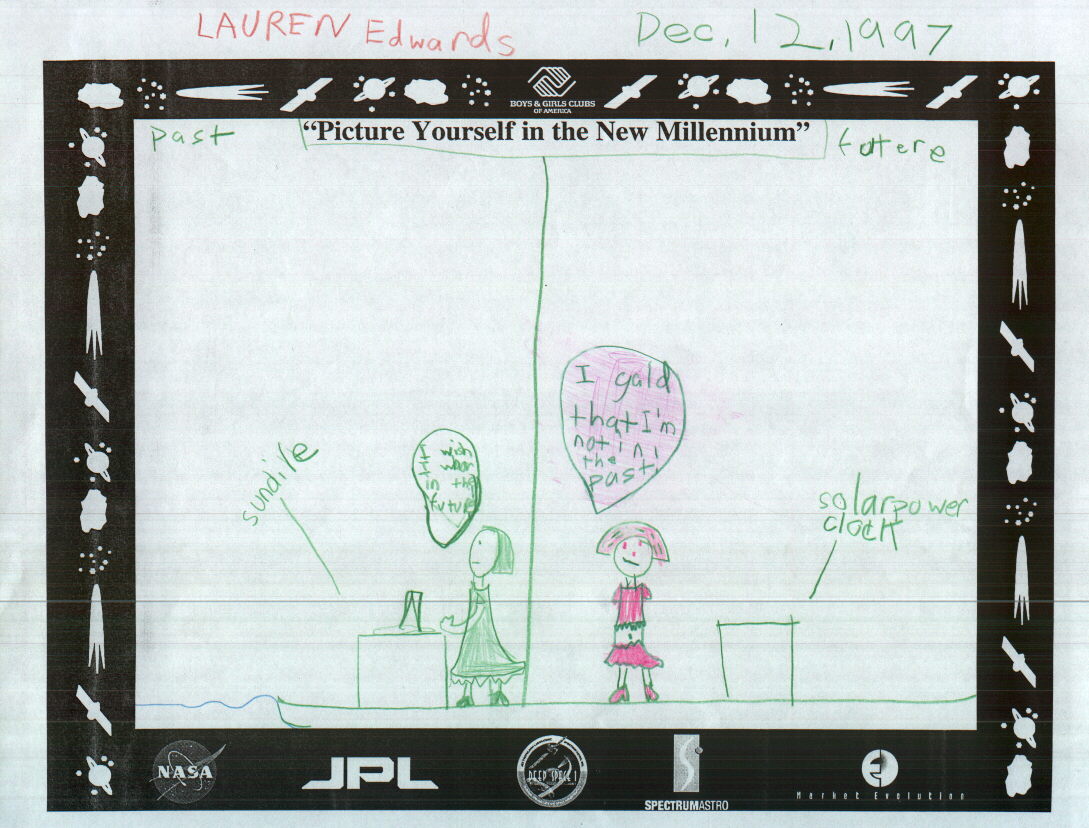 LAUREN Edwards
Dec, 12, 1997
BOYS & GIRLS CLUBS
OF AMERICA
past
"Picture Yourself in the New Millennium"
futere
I gald
that I'm
not in
the
past,
I wish
in the
future
sundire
solarpower
clock
NASA
JPL
DEEP SPACE 1
SPECTRUMASTRO
Market Evolution